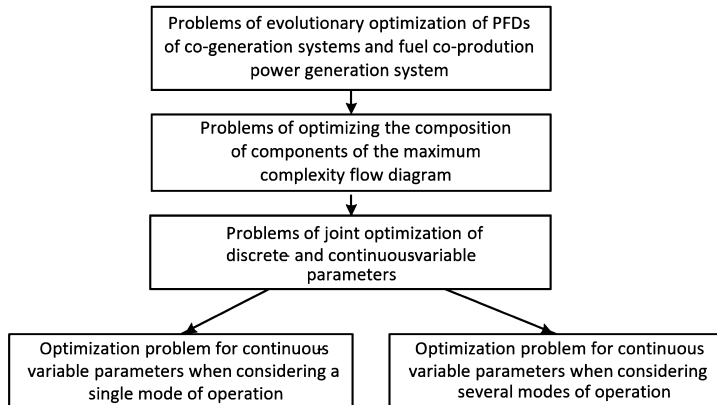 Problems of evolutionary optimization of PFDs
of co-generation systems and fuel co-prodution
power generation system
Problems of optimizing the composition
of components of the maximum
complexity flow diagram
Problems of joint optimization of
discrete- and continuousvariable
parameters
Optimization problem for continuous
variable parameters when considering a
single mode of operation
Optimization problem for continuous
variable parameters when considering
several modes of operation